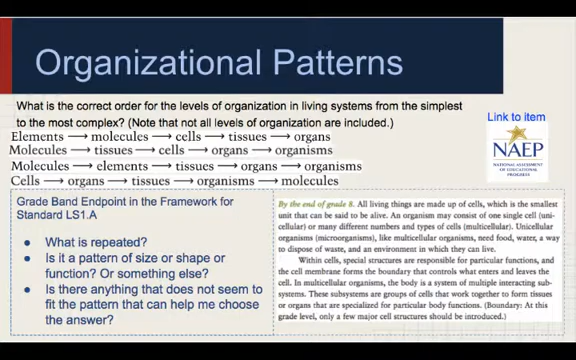 Organizational Patterns
What is the correct order for the levels of organization in living systems from the simplest
to the most complex? (Note that not all levels of organization are included.)
Elements ⟶ molecules ⟶ cells ⟶ tissues ⟶ organs
Molecules ⟶ tissues ⟶ cells ⟶ organs ⟶ organisms
Molecules ⟶ elements ⟶ tissues ⟶ organs ⟶ organisms
Cells ⟶ organs ⟶ tissues ⟶ organisms ⟶ molecules
Link to item
NAEP
NATIONAL ASSESSMENT
OF EDUCATIONAL
PROGRESS
Grade Band Endpoint in the Framework for
Standard LS1.A
● What is repeated?
● Is it a pattern of size or shape or
function? Or something else?
● Is there anything that does not seem to
fit the pattern that can help me choose
the answer?
By the end of grade 8. All living things are made up of cells, which is the smallest
unit that can be said to be alive. An organism may consist of one single cell (uni-
cellular) or many different numbers and types of cells (multicellular). Unicellular
organisms (microorganisms), like multicellular organisms, need food, water, a way
to dispose of waste, and an environment in which they can live.
Within cells, special structures are responsible for particular functions, and
the cell membrane forms the boundary that controls what enters and leaves the
cell. In multicellular organisms, the body is a system of multiple interacting sub-
systems. These subsystems are groups of cells that work together to form tissues
or organs that are specialized for particular body functions. (Boundary: At this
grade level, only a few major cell structures should be introduced.)